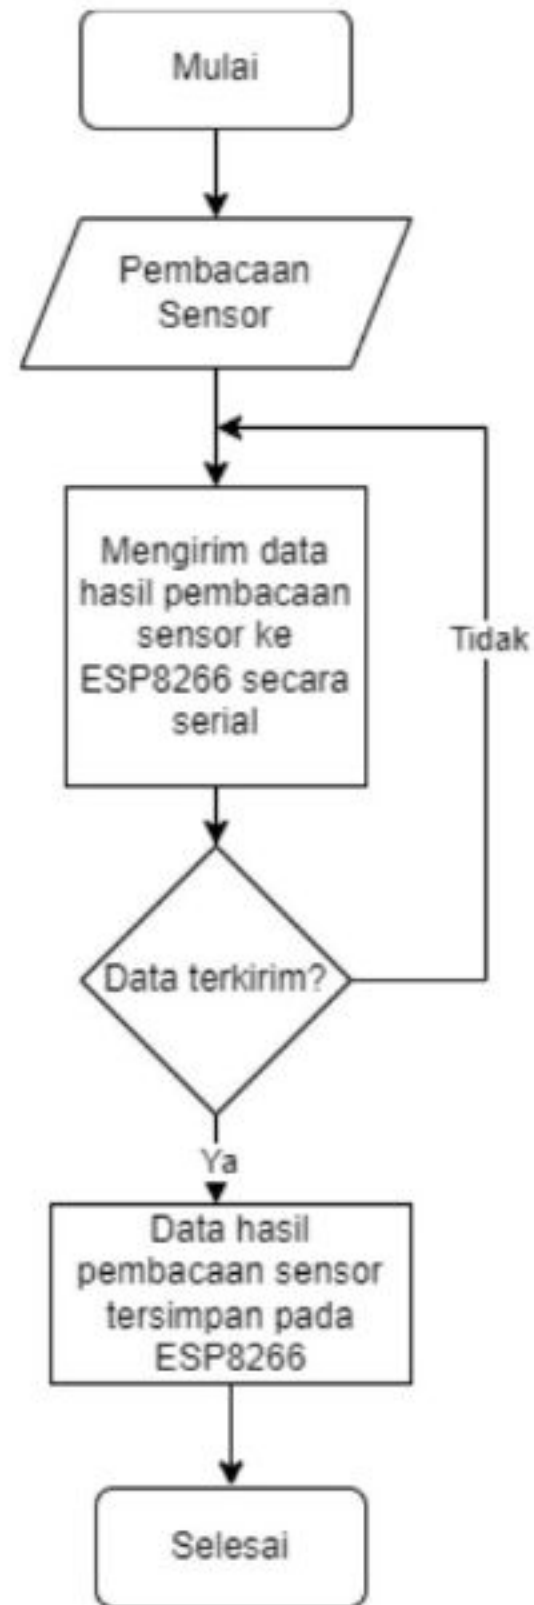 Mulai
Pembacaan
Sensor
Mengirim data
hasil pembacaan
sensor ke
ESP8266 secara
serial
Tidak
Data terkirim?
Ya
Data hasil
pembacaan sensor
tersimpan pada
ESP8266
Selesai